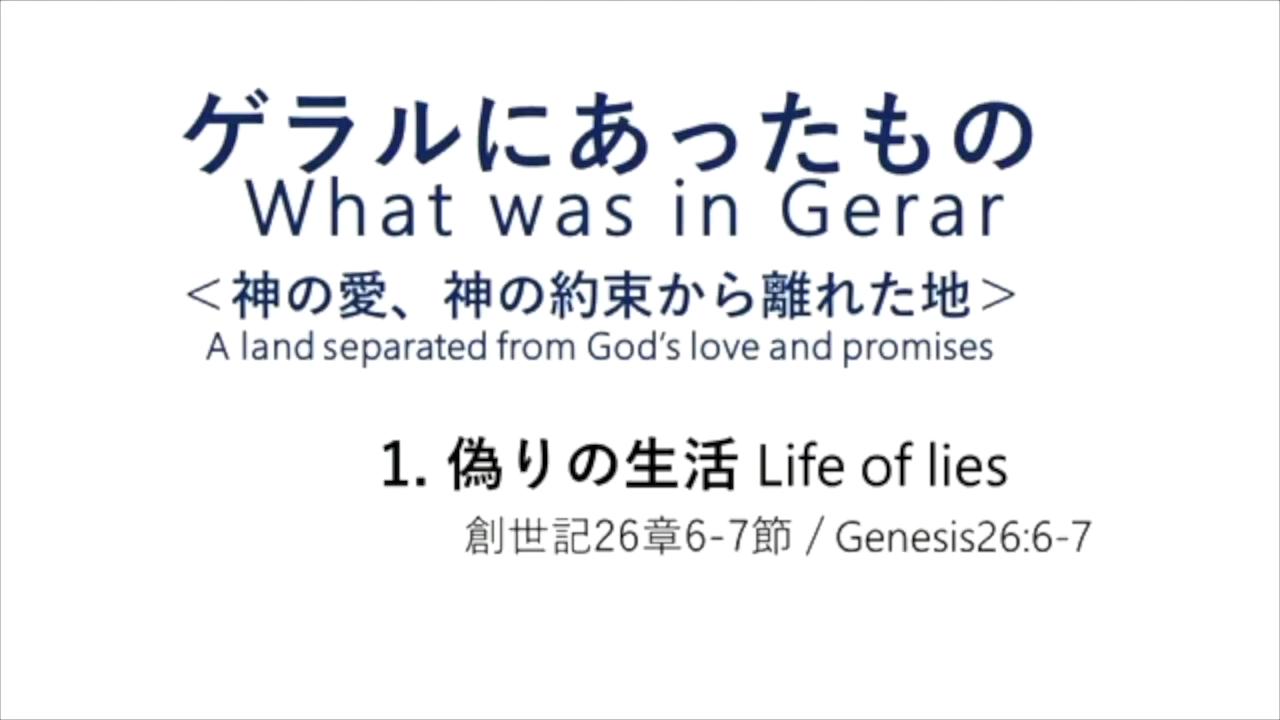 ゲラルにあったもの
What was in Gerar
＜神の愛、神の約束から離れた地＞
A land separated from God’s love and promises
1. 偽りの生活 Life of lies
創世記26章6-7節 / Genesis26:6-7